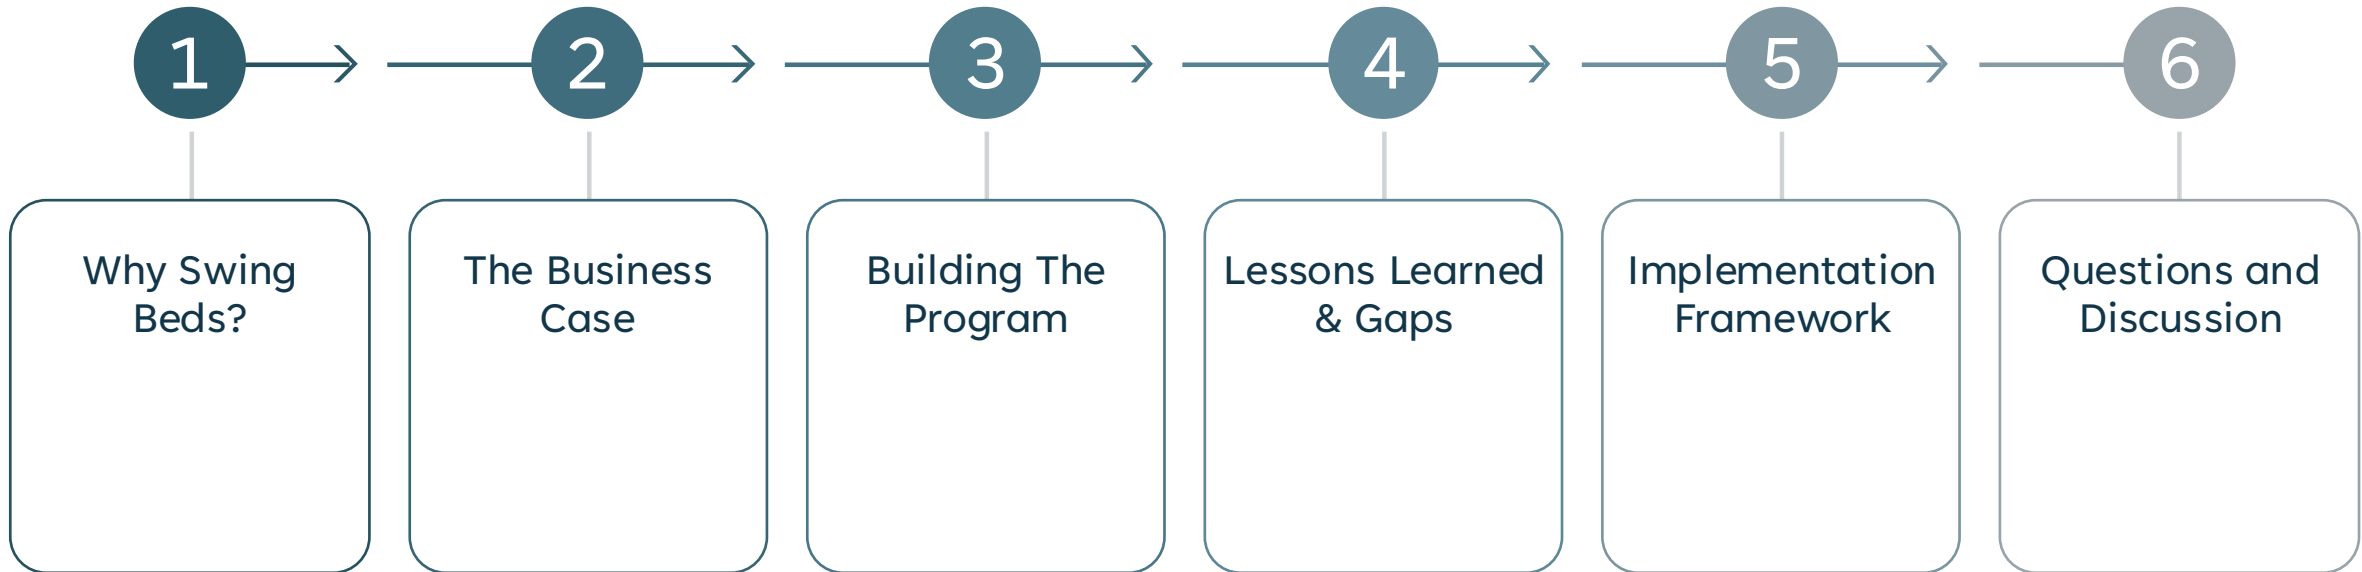 1
2
3
4
5
6
Why Swing
Beds?
The Business
Case
Building The
Program
Lessons Learned
& Gaps
Implementation
Framework
Questions and
Discussion